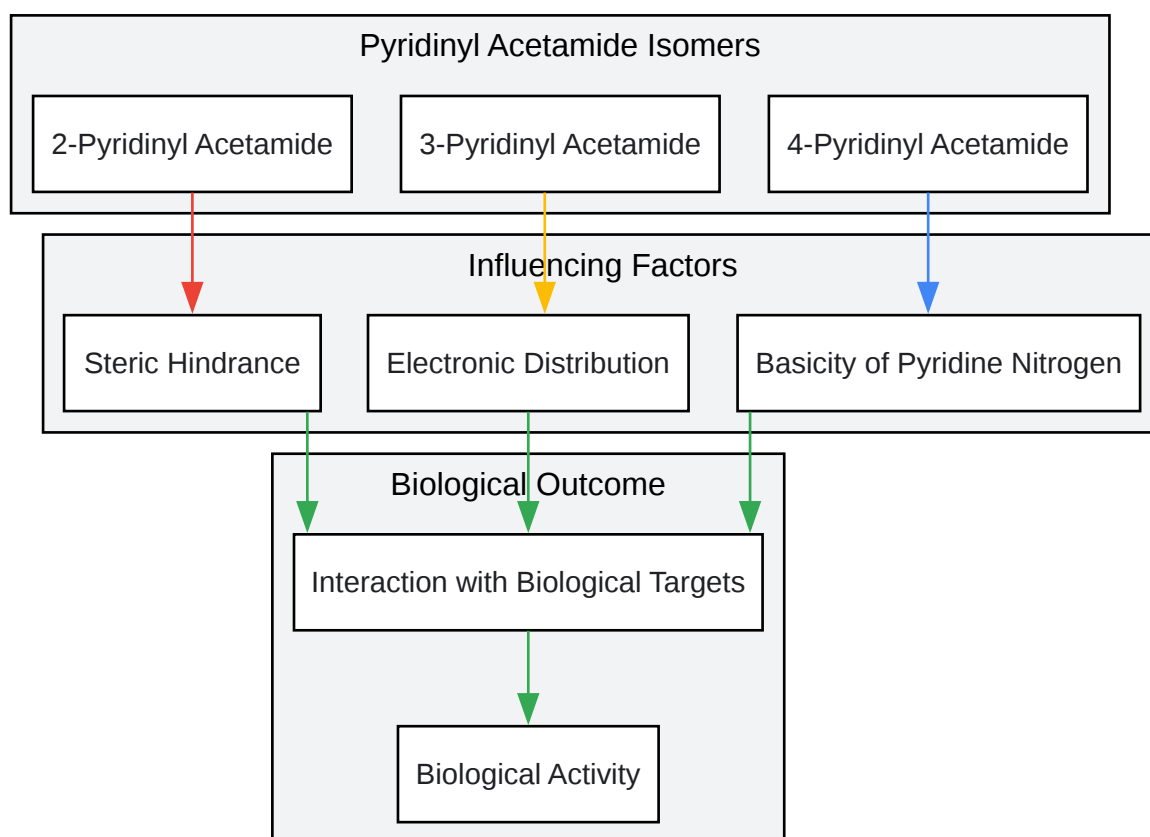 Pyridinyl Acetamide Isomers
2-Pyridinyl Acetamide
3-Pyridinyl Acetamide
4-Pyridinyl Acetamide
Influencing Factors
Steric Hindrance
Electronic Distribution
Basicity of Pyridine Nitrogen
Biological Outcome
Interaction with Biological Targets
Biological Activity